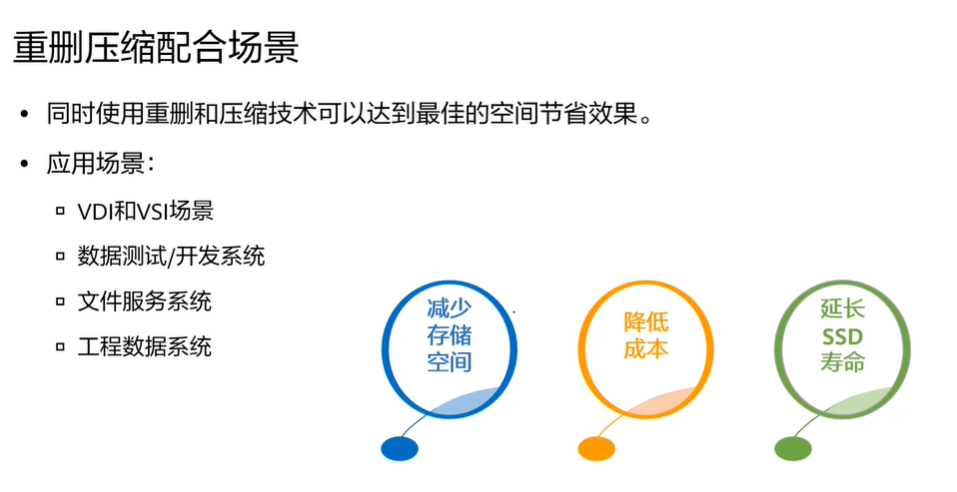 重删压缩配合场景
同时使用重删和压缩技术可以达到最佳的空间节省效果。
应用场景：
VDI和VSI场景
数据测试/开发系统
文件服务系统
工程数据系统
减少
存储
空间
降低
成本
延长
SSD
寿命